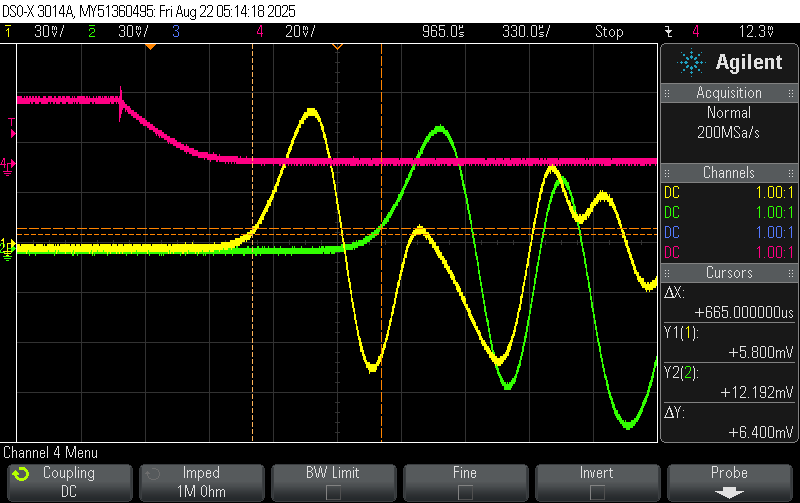 DSO-X 3014A, MY51360495: Fri Aug 22 05:14:18 2025
1 30mV/ 2 30mV/ 3 4 20mV/ 965.0s 330.0s/ Stop 4 12.3mV
Agilent
Acquisition
Normal
200MSa/s
Channels
DC 1.00:1
DC 1.00:1
DC 1.00:1
DC 1.00:1
Cursors
ΔX:
+665.000000us
Y1(1):
+5.800mV
Y2(2):
+12.192mV
ΔY:
+6.400mV
T
4
1
2
Channel 4 Menu
Coupling
DC
Imped
1M Ohm
BW Limit
Fine
Invert
Probe